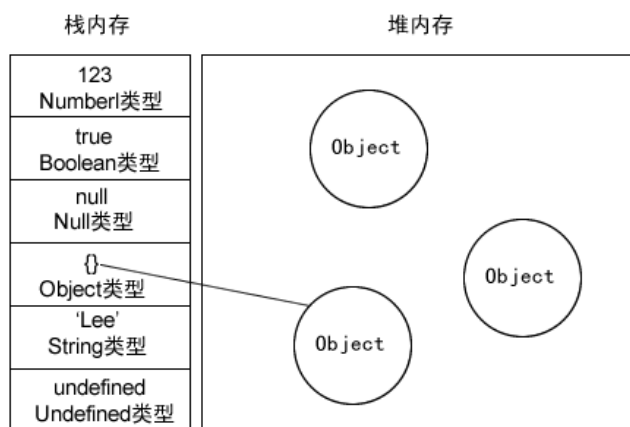 栈内存
堆内存
123
Numberl类型
true
Boolean类型
null
Null类型
{}
Object类型
‘Lee’
String类型
undefined
Undefined类型
Object
Object
Object